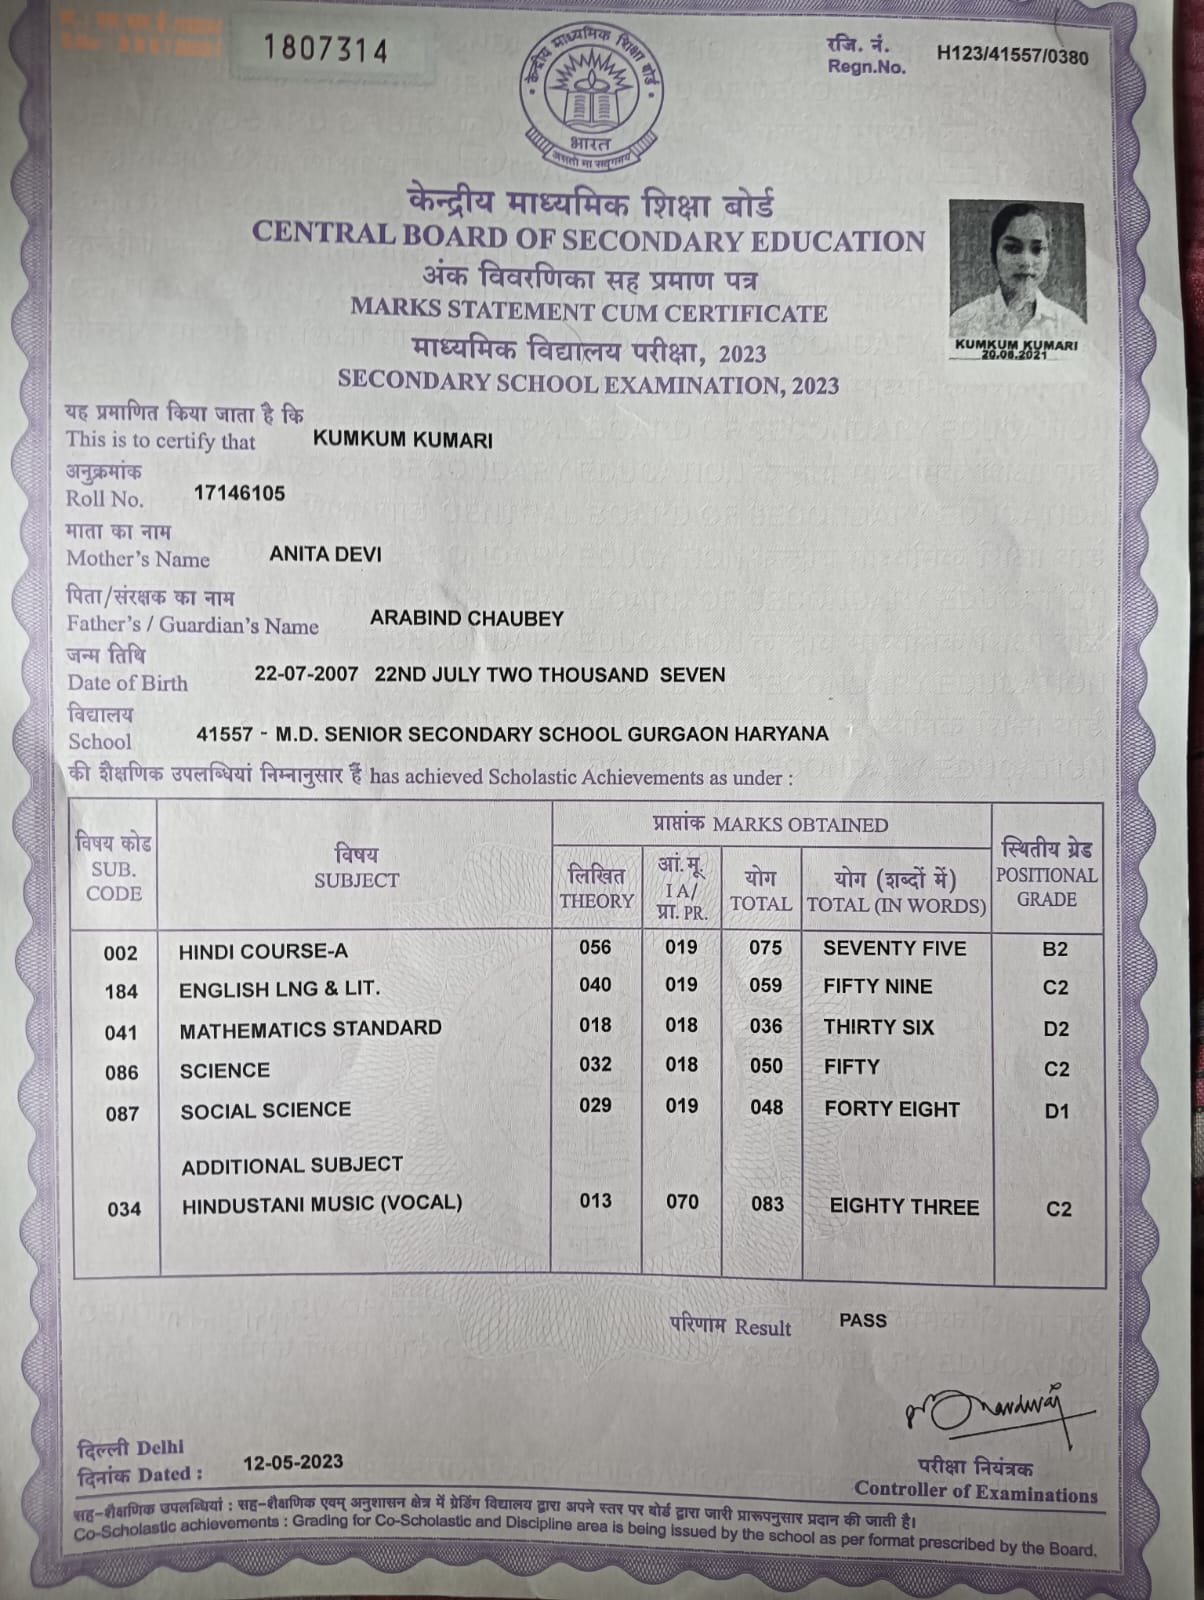 1807314
रजि. नं.
Regn.No. H123/41557/0380
केन्द्रीय माध्यमिक शिक्षा बोर्ड
भारत
असतो मा सद्गमय
केन्द्रीय माध्यमिक शिक्षा बोर्ड
CENTRAL BOARD OF SECONDARY EDUCATION
अंक विवरणिका सह प्रमाण पत्र
MARKS STATEMENT CUM CERTIFICATE
माध्यमिक विद्यालय परीक्षा, 2023
SECONDARY SCHOOL EXAMINATION, 2023
KUMKUM KUMARI
20.08.2021
यह प्रमाणित किया जाता है कि
This is to certify that KUMKUM KUMARI
अनुक्रमांक
Roll No. 17146105
माता का नाम
Mother's Name ANITA DEVI
पिता/संरक्षक का नाम
Father's / Guardian's Name ARABIND CHAUBEY
जन्म तिथि
Date of Birth 22-07-2007 22ND JULY TWO THOUSAND SEVEN
विद्यालय
School 41557 - M.D. SENIOR SECONDARY SCHOOL GURGAON HARYANA
की शैक्षणिक उपलब्धियां निम्नानुसार हैं has achieved Scholastic Achievements as under :
विषय कोड SUB. CODE
विषय SUBJECT
प्राप्तांक MARKS OBTAINED
लिखित THEORY
आं.मू. I A/ प्रा. PR.
योग TOTAL
योग (शब्दों में) TOTAL (IN WORDS)
स्थितीय ग्रेड POSITIONAL GRADE
002 HINDI COURSE-A 056 019 075 SEVENTY FIVE B2
184 ENGLISH LNG & LIT. 040 019 059 FIFTY NINE C2
041 MATHEMATICS STANDARD 018 018 036 THIRTY SIX D2
086 SCIENCE 032 018 050 FIFTY C2
087 SOCIAL SCIENCE 029 019 048 FORTY EIGHT D1
ADDITIONAL SUBJECT
034 HINDUSTANI MUSIC (VOCAL) 013 070 083 EIGHTY THREE C2
परिणाम Result PASS
दिल्ली Delhi
दिनांक Dated : 12-05-2023
परीक्षा नियंत्रक
Controller of Examinations
सह-शैक्षणिक उपलब्धियां : सह-शैक्षणिक एवम् अनुशासन क्षेत्र में ग्रेडिंग विद्यालय द्वारा अपने स्तर पर बोर्ड द्वारा जारी प्रारूपनुसार प्रदान की जाती है।
Co-Scholastic achievements : Grading for Co-Scholastic and Discipline area is being issued by the school as per format prescribed by the Board.